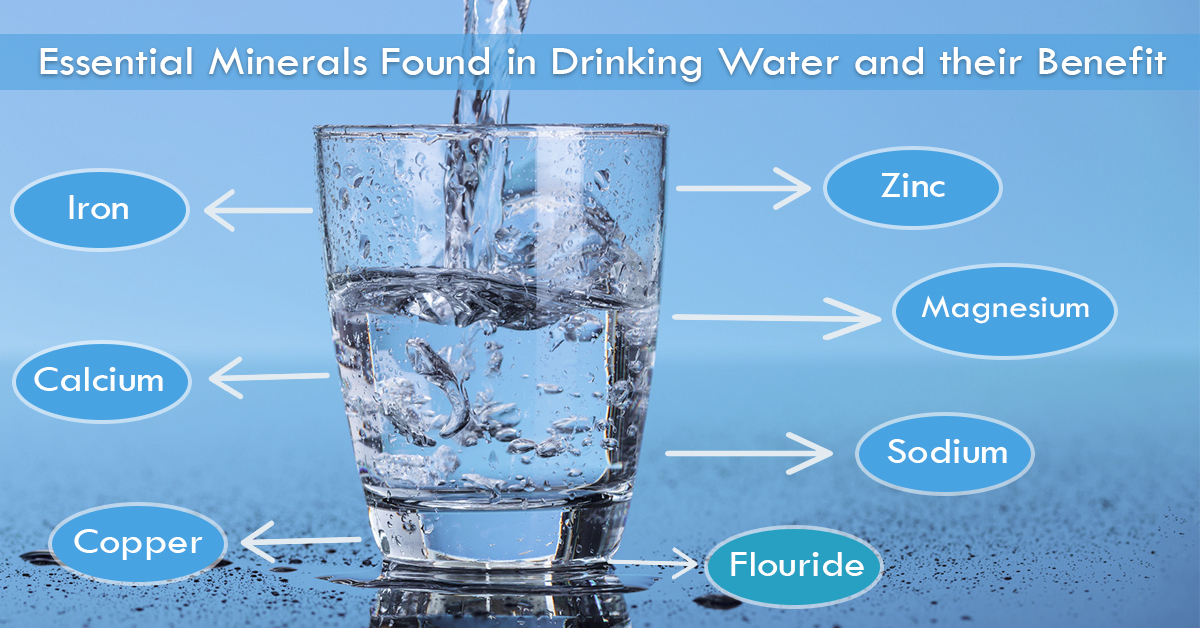 Essential Minerals Found in Drinking Water and their Benefit
Iron
Zinc
Magnesium
Calcium
Sodium
Copper
Flouride